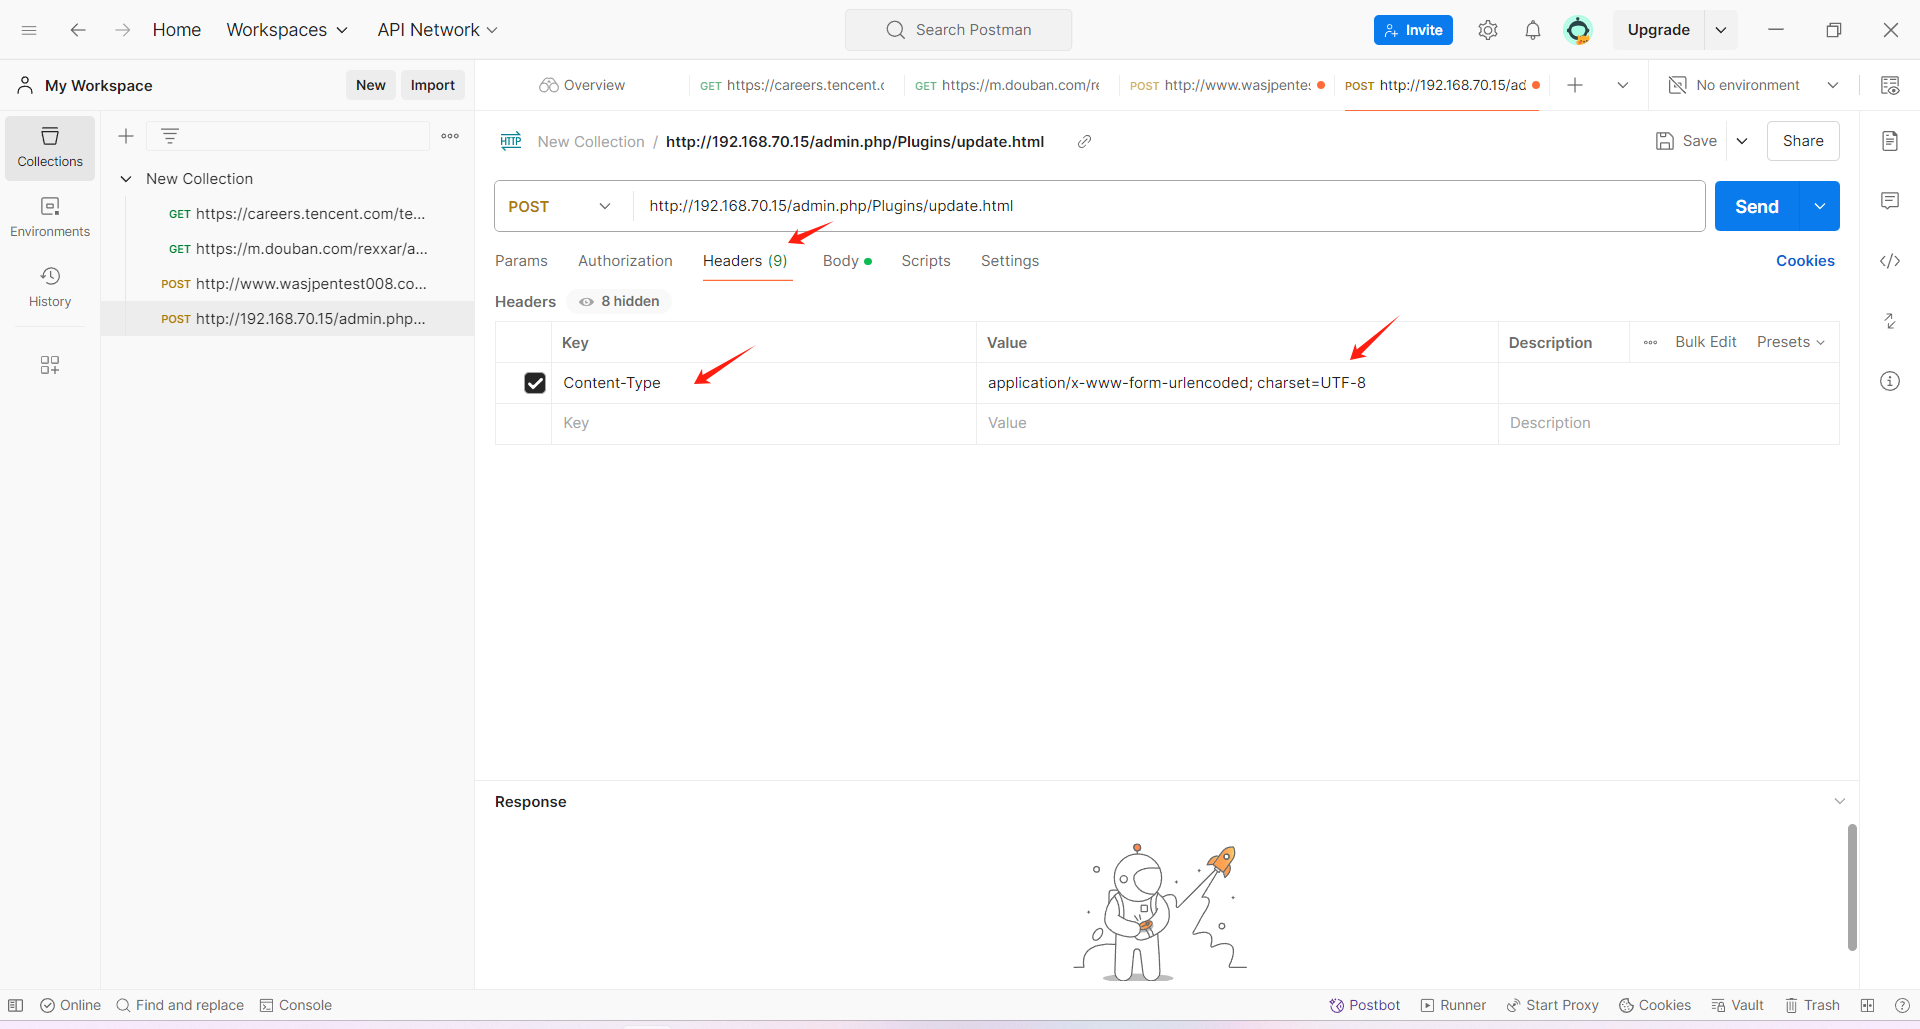 Home Workspaces API Network Search Postman Invite Upgrade
My Workspace New Import Overview GET https://careers.tencent.c GET https://m.douban.com/re POST http://www.wasjpentes POST http://192.168.70.15/ad No environment
Collections
Environments
History
New Collection
GET https://careers.tencent.com/te...
GET https://m.douban.com/rexxar/a...
POST http://www.wasjpentest008.co...
POST http://192.168.70.15/admin.php...
HTTP New Collection / http://192.168.70.15/admin.php/Plugins/update.html Save Share
POST http://192.168.70.15/admin.php/Plugins/update.html Send
Params Authorization Headers (9) Body Scripts Settings Cookies
Headers 8 hidden
Key Value Description Bulk Edit Presets
Content-Type application/x-www-form-urlencoded; charset=UTF-8
Key Value Description
Response
Online Find and replace Console Postbot Runner Start Proxy Cookies Vault Trash